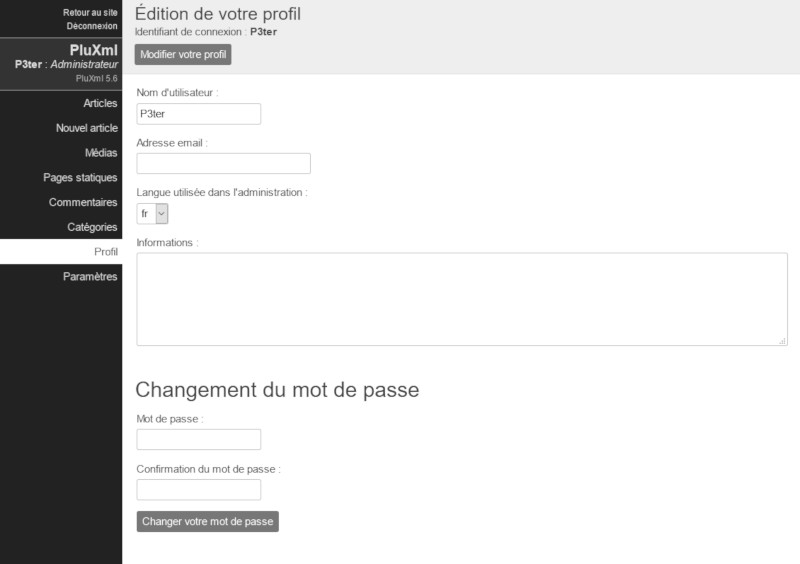 Retour au site
Déconnexion
PluXml
P3ter : Administrateur
PluXml 5.6
Articles
Nouvel article
Médias
Pages statiques
Commentaires
Catégories
Profil
Paramètres
Édition de votre profil
Identifiant de connexion : P3ter
Modifier votre profil
Nom d'utilisateur :
P3ter
Adresse email :
Langue utilisée dans l'administration :
fr
Informations :
Changement du mot de passe
Mot de passe :
Confirmation du mot de passe :
Changer votre mot de passe